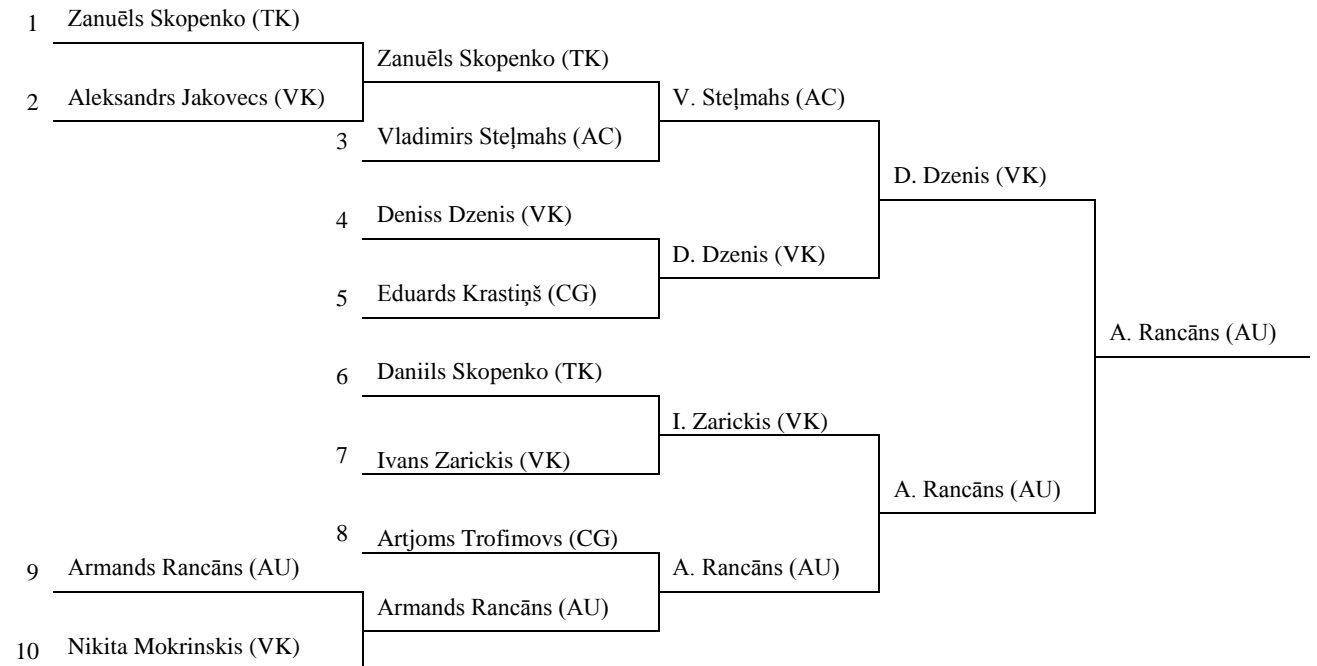 1 Zanuēls Skopenko (TK)
Zanuēls Skopenko (TK)
2 Aleksandrs Jakovecs (VK)
V. Steļmahs (AC)
3 Vladimirs Steļmahs (AC)
D. Dzenis (VK)
4 Deniss Dzenis (VK)
D. Dzenis (VK)
5 Eduards Krastiņš (CG)
A. Rancāns (AU)
6 Daniils Skopenko (TK)
I. Zarickis (VK)
7 Ivans Zarickis (VK)
A. Rancāns (AU)
8 Artjoms Trofimovs (CG)
9 Armands Rancāns (AU)
A. Rancāns (AU)
Armands Rancāns (AU)
10 Nikita Mokrinskis (VK)